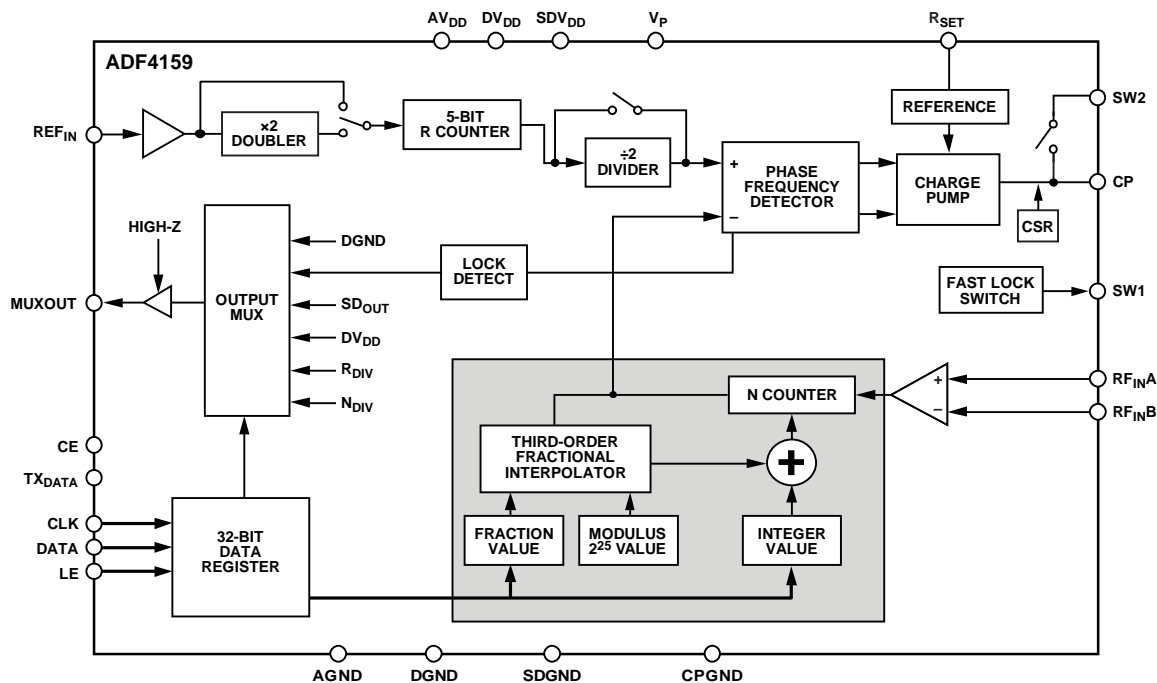 AVDD
DVDD
SDVDD
VP
RSET
ADF4159
REFIN
×2
DOUBLER
5-BIT
R COUNTER
÷2
DIVIDER
+
–
PHASE
FREQUENCY
DETECTOR
REFERENCE
CHARGE
PUMP
SW2
CP
CSR
HIGH-Z
MUXOUT
OUTPUT
MUX
DGND
LOCK
DETECT
SDOUT
DVDD
RDIV
NDIV
FAST LOCK
SWITCH
SW1
N COUNTER
+
–
RFINA
RFINB
THIRD-ORDER
FRACTIONAL
INTERPOLATOR
+
FRACTION
VALUE
MODULUS
2^25 VALUE
INTEGER
VALUE
CE
TXDATA
CLK
DATA
LE
32-BIT
DATA
REGISTER
AGND
DGND
SDGND
CPGND